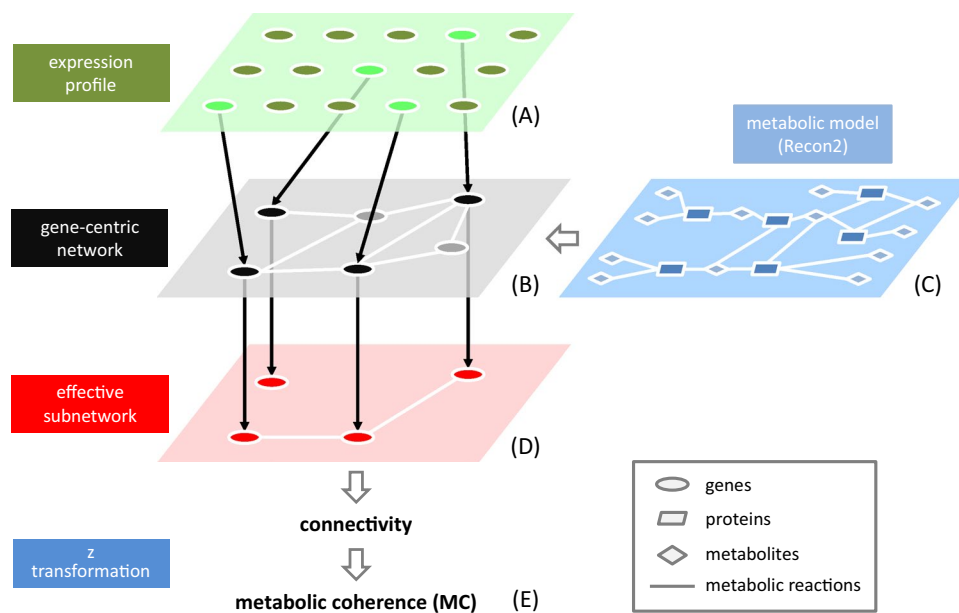 expression
profile
(A)
metabolic model
(Recon2)
gene-centric
network
(B)
(C)
effective
subnetwork
(D)
connectivity
z
transformation
metabolic coherence (MC)
(E)
genes
proteins
metabolites
metabolic reactions